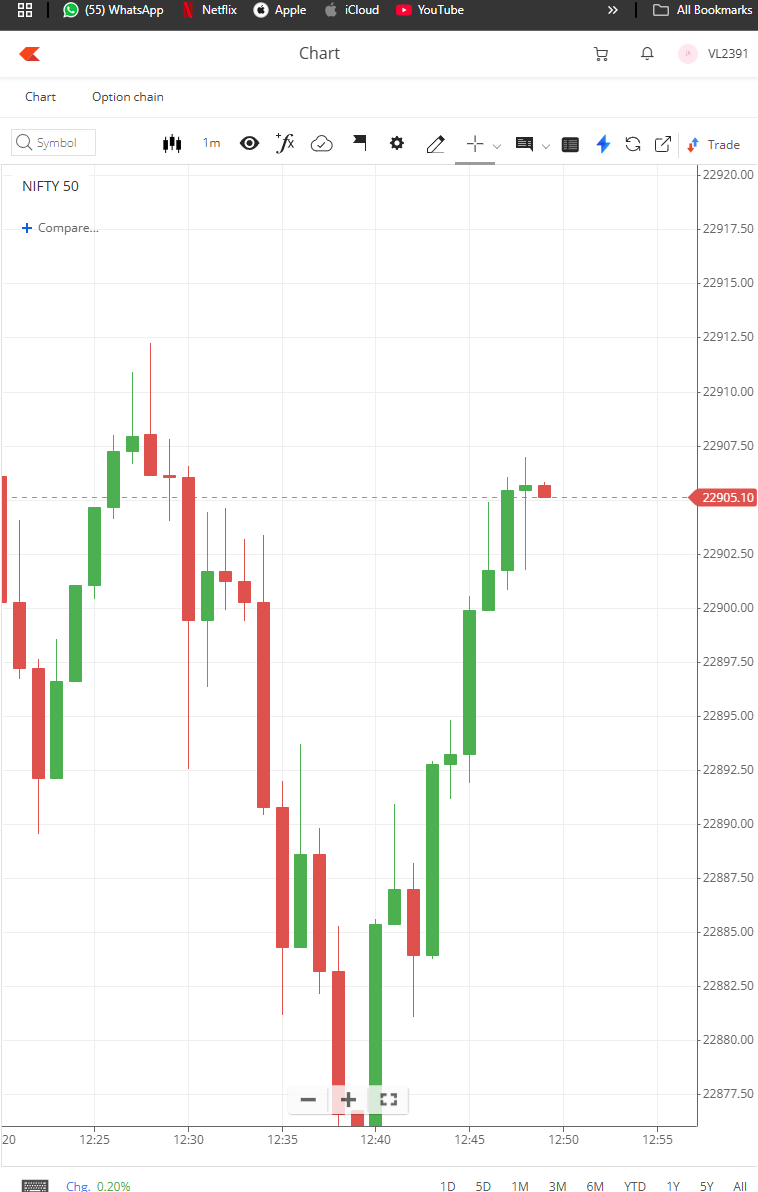 (55) WhatsApp Netflix Apple iCloud YouTube » All Bookmarks
Chart VL2391
Chart Option chain
Symbol 1m ƒx Trade
NIFTY 50
+ Compare...
22920.00
22917.50
22915.00
22912.50
22910.00
22907.50
22905.10
22902.50
22900.00
22897.50
22895.00
22892.50
22890.00
22887.50
22885.00
22882.50
22880.00
22877.50
20 12:25 12:30 12:35 12:40 12:45 12:50 12:55
Chg. 0.20% 1D 5D 1M 3M 6M YTD 1Y 5Y All